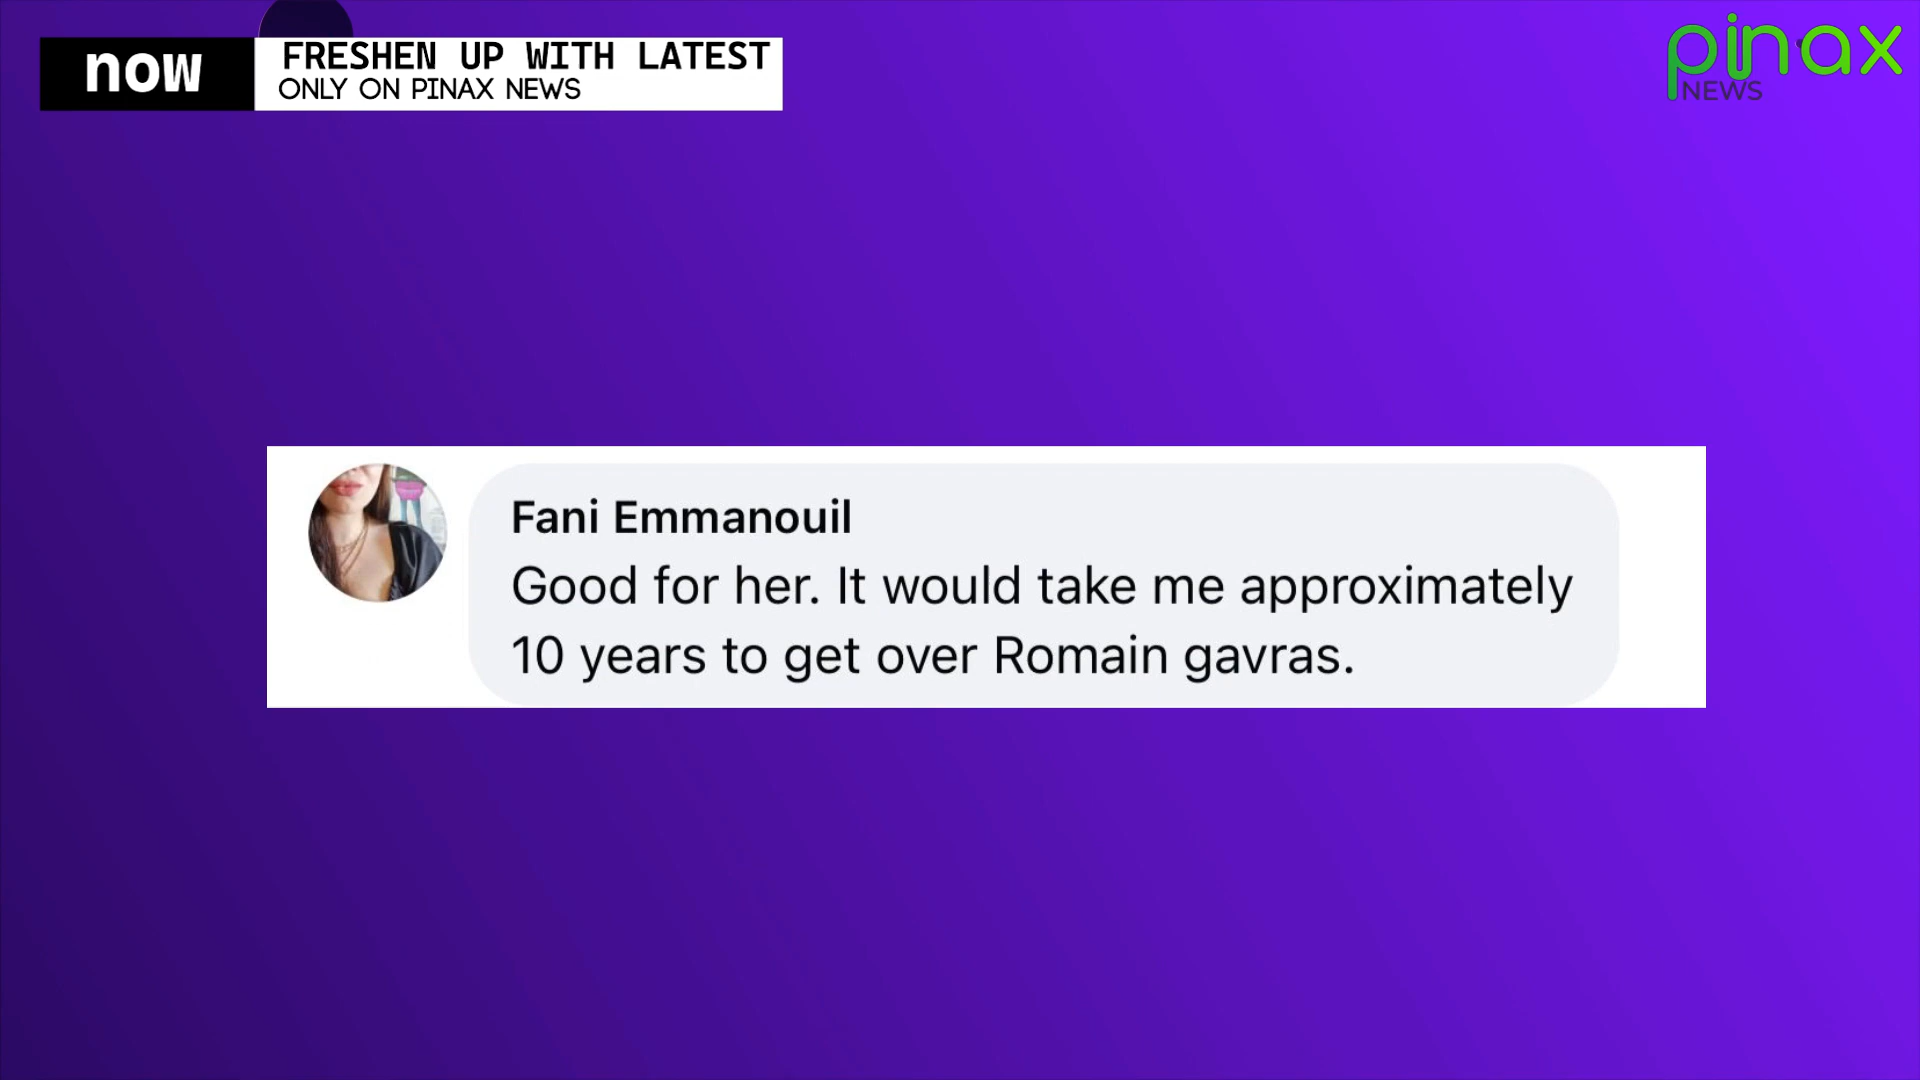 now
FRESHEN UP WITH LATEST
ONLY ON PINAX NEWS
pinax
NEWS
Fani Emmanouil
Good for her. It would take me approximately
10 years to get over Romain gavras.